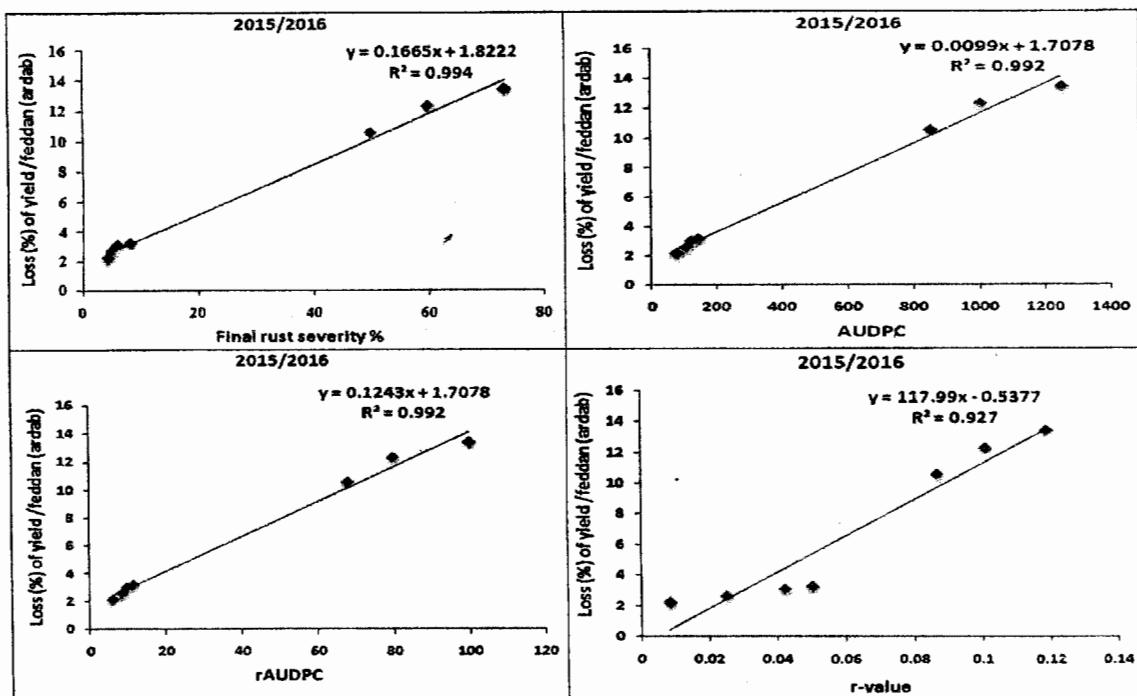 2015/2016
y = 0.1665x + 1.8222
R² = 0.994
Loss (%) of yield /feddan (ardab)
16
14
12
10
8
6
4
2
0
0 20 40 60 80
Final rust severity %
2015/2016
y = 0.0099x + 1.7078
R² = 0.992
Loss (%) of yield /feddan (ardab)
16
14
12
10
8
6
4
2
0
0 200 400 600 800 1000 1200 1400
AUDPC
2015/2016
y = 0.1243x + 1.7078
R² = 0.992
Loss (%) of yield /feddan (ardab)
16
14
12
10
8
6
4
2
0
0 20 40 60 80 100 120
rAUDPC
2015/2016
y = 117.99x - 0.5377
R² = 0.927
Loss (%) of yield /feddan (ardab)
16
14
12
10
8
6
4
2
0
0 0.02 0.04 0.06 0.08 0.1 0.12 0.14
r-value